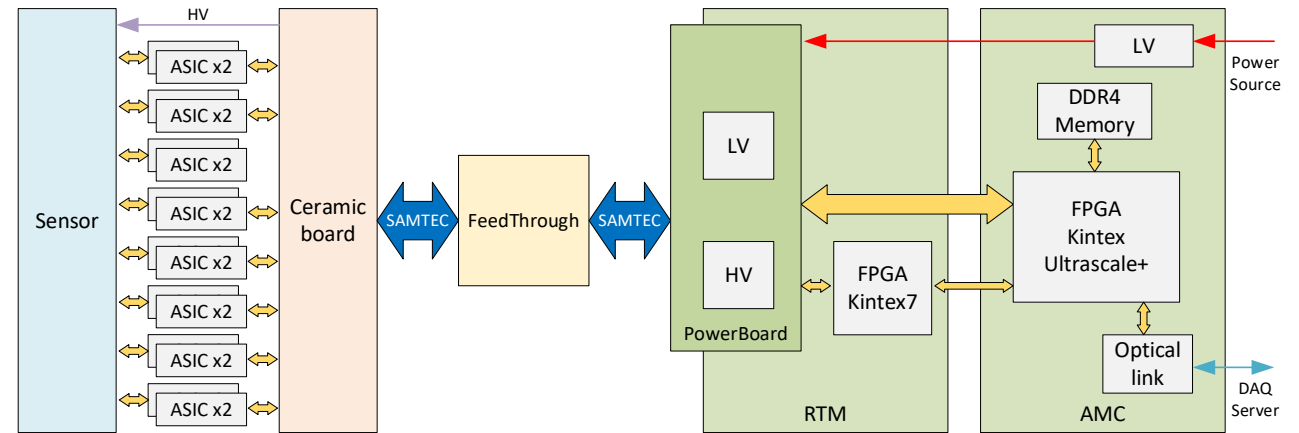 HV
Sensor
ASIC x2
ASIC x2
ASIC x2
ASIC x2
ASIC x2
ASIC x2
ASIC x2
ASIC x2
Ceramic
board
SAMTEC
FeedThrough
SAMTEC
LV
HV
PowerBoard
FPGA
Kintex7
RTM
LV
Power
Source
DDR4
Memory
FPGA
Kintex
Ultrascale+
Optical
link
DAQ
Server
AMC